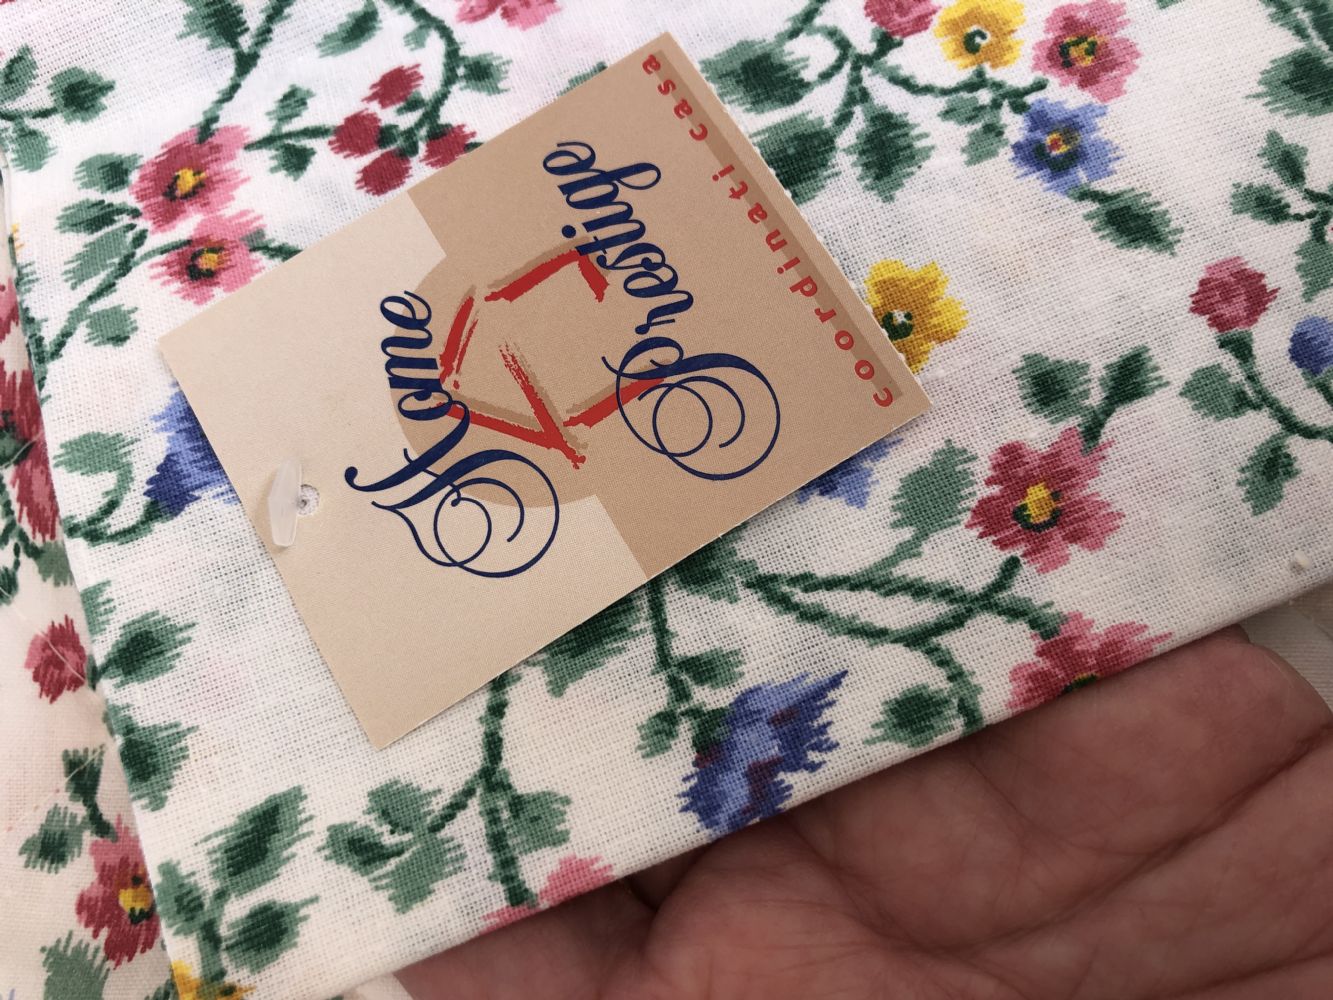 Home
Prestige
coordinati casa